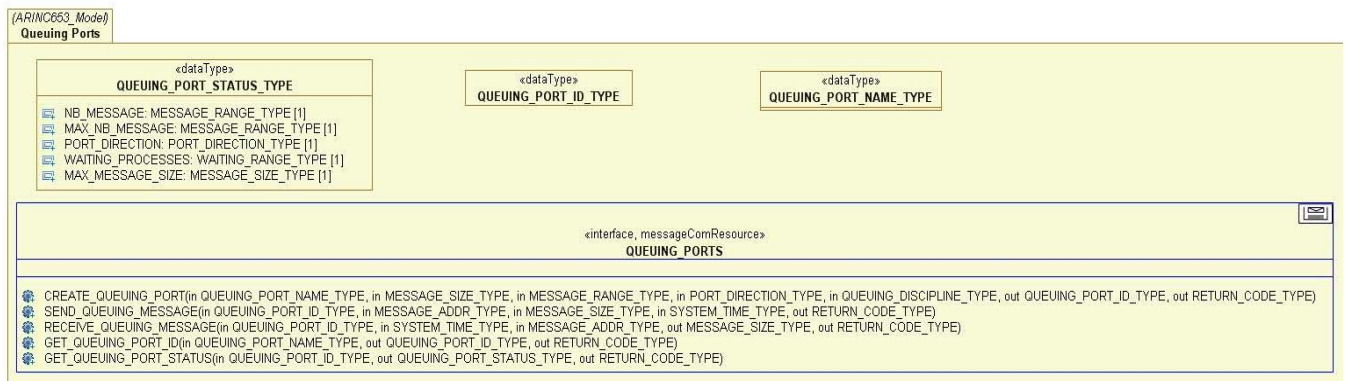 (ARINC653_Model)
Queuing Ports
«dataType»
QUEUING_PORT_STATUS_TYPE
NB_MESSAGE: MESSAGE_RANGE_TYPE [1]
MAX_NB_MESSAGE: MESSAGE_RANGE_TYPE [1]
PORT_DIRECTION: PORT_DIRECTION_TYPE [1]
WAITING_PROCESSES: WAITING_RANGE_TYPE [1]
MAX_MESSAGE_SIZE: MESSAGE_SIZE_TYPE [1]
«dataType»
QUEUING_PORT_ID_TYPE
«dataType»
QUEUING_PORT_NAME_TYPE
«interface, messageComResource»
QUEUING_PORTS
CREATE_QUEUING_PORT(in QUEUING_PORT_NAME_TYPE, in MESSAGE_SIZE_TYPE, in MESSAGE_RANGE_TYPE, in PORT_DIRECTION_TYPE, in QUEUING_DISCIPLINE_TYPE, out QUEUING_PORT_ID_TYPE, out RETURN_CODE_TYPE)
SEND_QUEUING_MESSAGE(in QUEUING_PORT_ID_TYPE, in MESSAGE_ADDR_TYPE, in MESSAGE_SIZE_TYPE, in SYSTEM_TIME_TYPE, out RETURN_CODE_TYPE)
RECEIVE_QUEUING_MESSAGE(in QUEUING_PORT_ID_TYPE, in SYSTEM_TIME_TYPE, in MESSAGE_ADDR_TYPE, out MESSAGE_SIZE_TYPE, out RETURN_CODE_TYPE)
GET_QUEUING_PORT_ID(in QUEUING_PORT_NAME_TYPE, out QUEUING_PORT_ID_TYPE, out RETURN_CODE_TYPE)
GET_QUEUING_PORT_STATUS(in QUEUING_PORT_ID_TYPE, out QUEUING_PORT_STATUS_TYPE, out RETURN_CODE_TYPE)